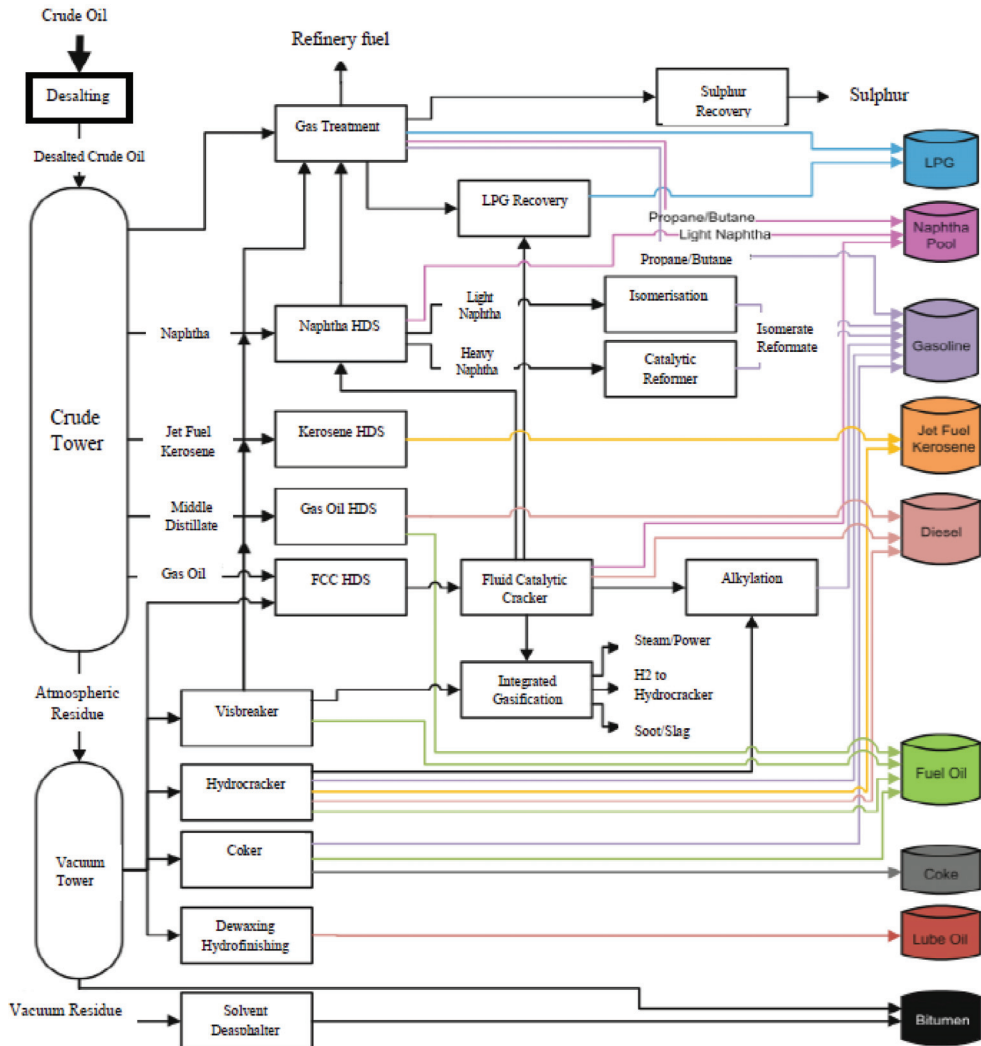 Crude Oil
Desalting
Desalted Crude Oil
Refinery fuel
Gas Treatment
Sulphur
Recovery
Sulphur
LPG
LPG Recovery
Propane/Butane
Light Naphtha
Naphtha
Pool
Propane/Butane
Naphtha
Naphtha HDS
Light
Naphtha
Isomerisation
Heavy
Naphtha
Catalytic
Reformer
Isomerate
Reformate
Gasoline
Crude
Tower
Jet Fuel
Kerosene
Kerosene HDS
Jet Fuel
Kerosene
Middle
Distillate
Gas Oil HDS
Diesel
Gas Oil
FCC HDS
Fluid Catalytic
Cracker
Alkylation
Steam/Power
Integrated
Gasification
H2 to
Hydrocracker
Soot/Slag
Atmospheric
Residue
Visbreaker
Hydrocracker
Fuel Oil
Vacuum
Tower
Coker
Coke
Dewaxing
Hydrofinishing
Lube Oil
Vacuum Residue
Solvent
Deasphalter
Bitumen